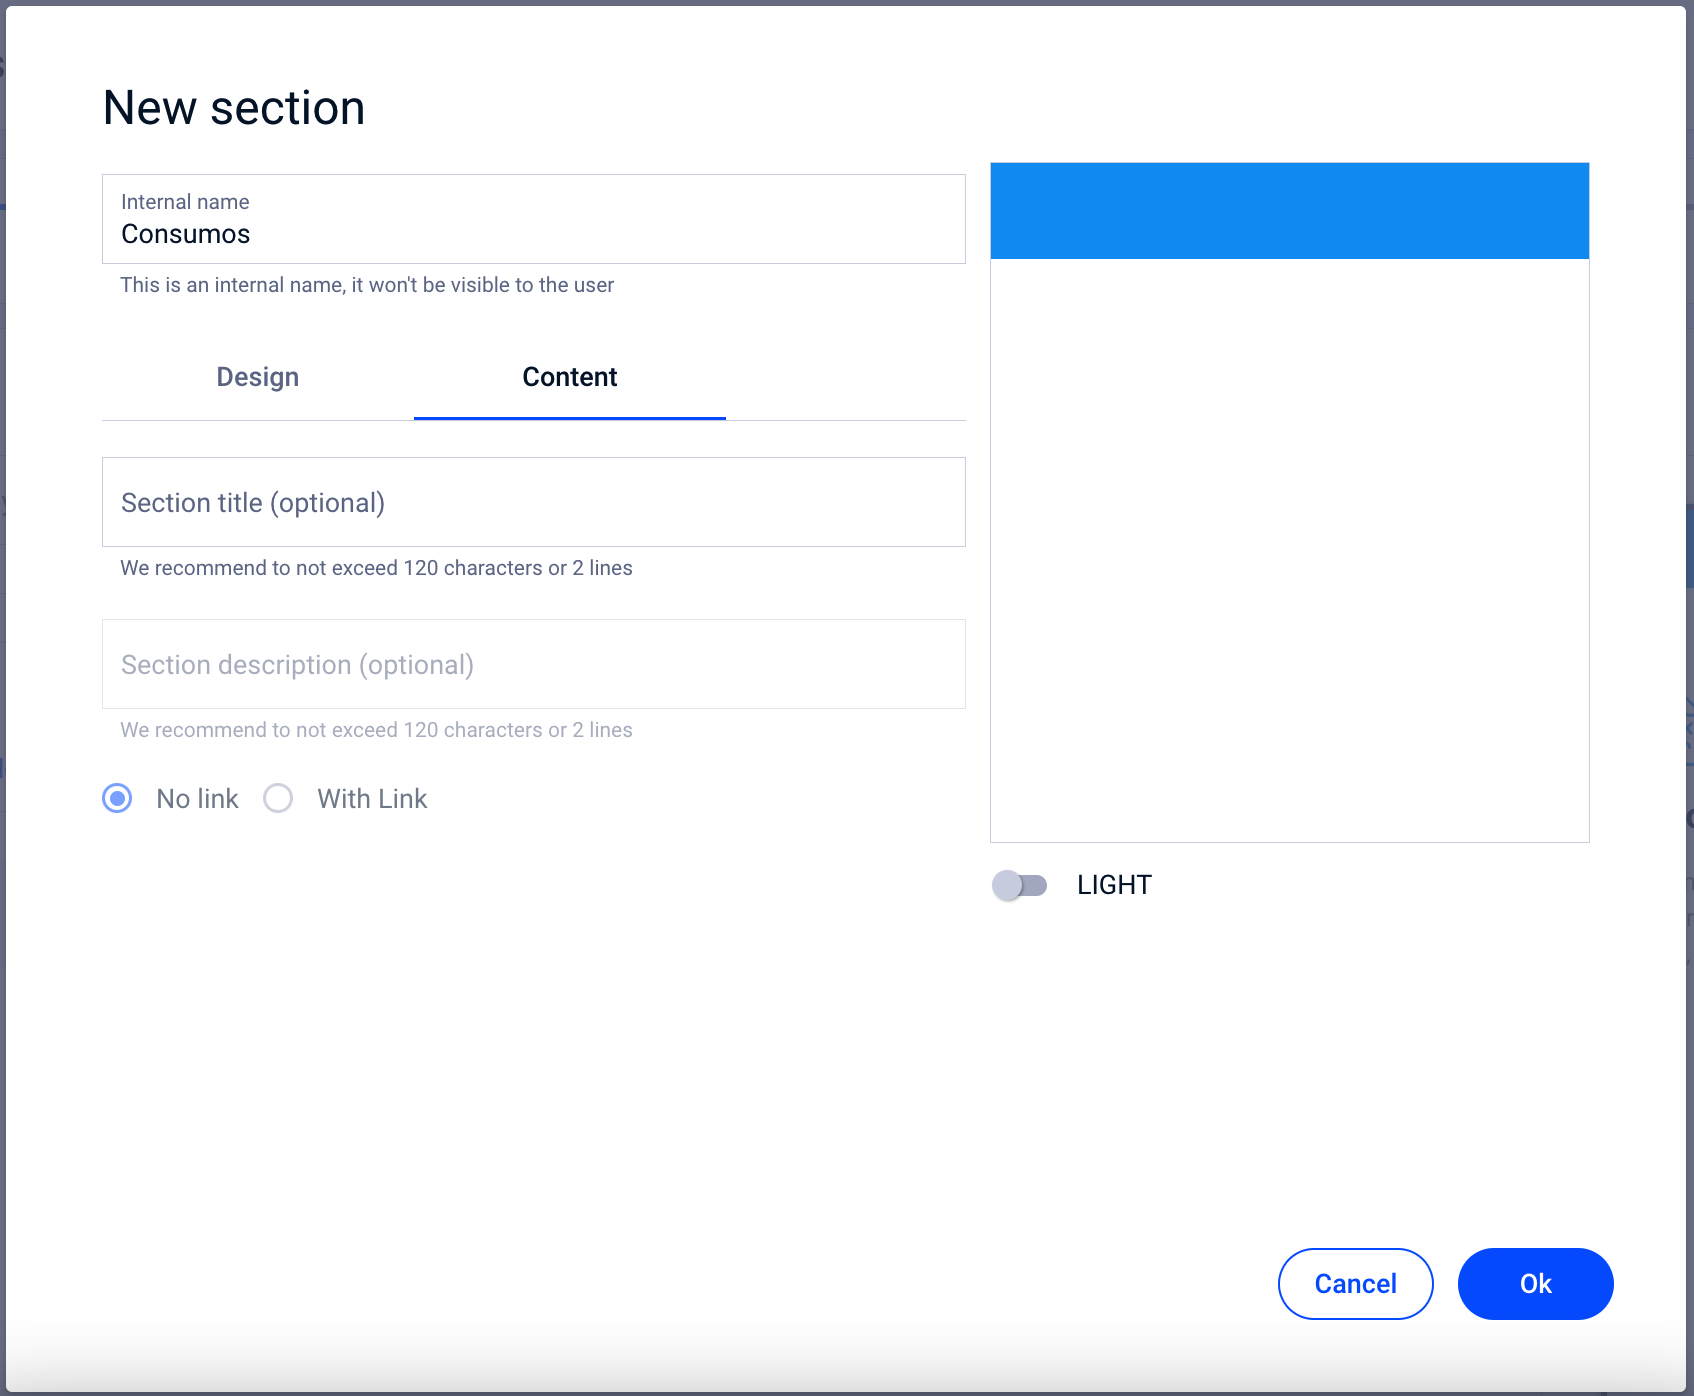 New section
Internal name
Consumos
This is an internal name, it won't be visible to the user
Design
Content
Section title (optional)
We recommend to not exceed 120 characters or 2 lines
Section description (optional)
We recommend to not exceed 120 characters or 2 lines
No link
With Link
LIGHT
Cancel
Ok